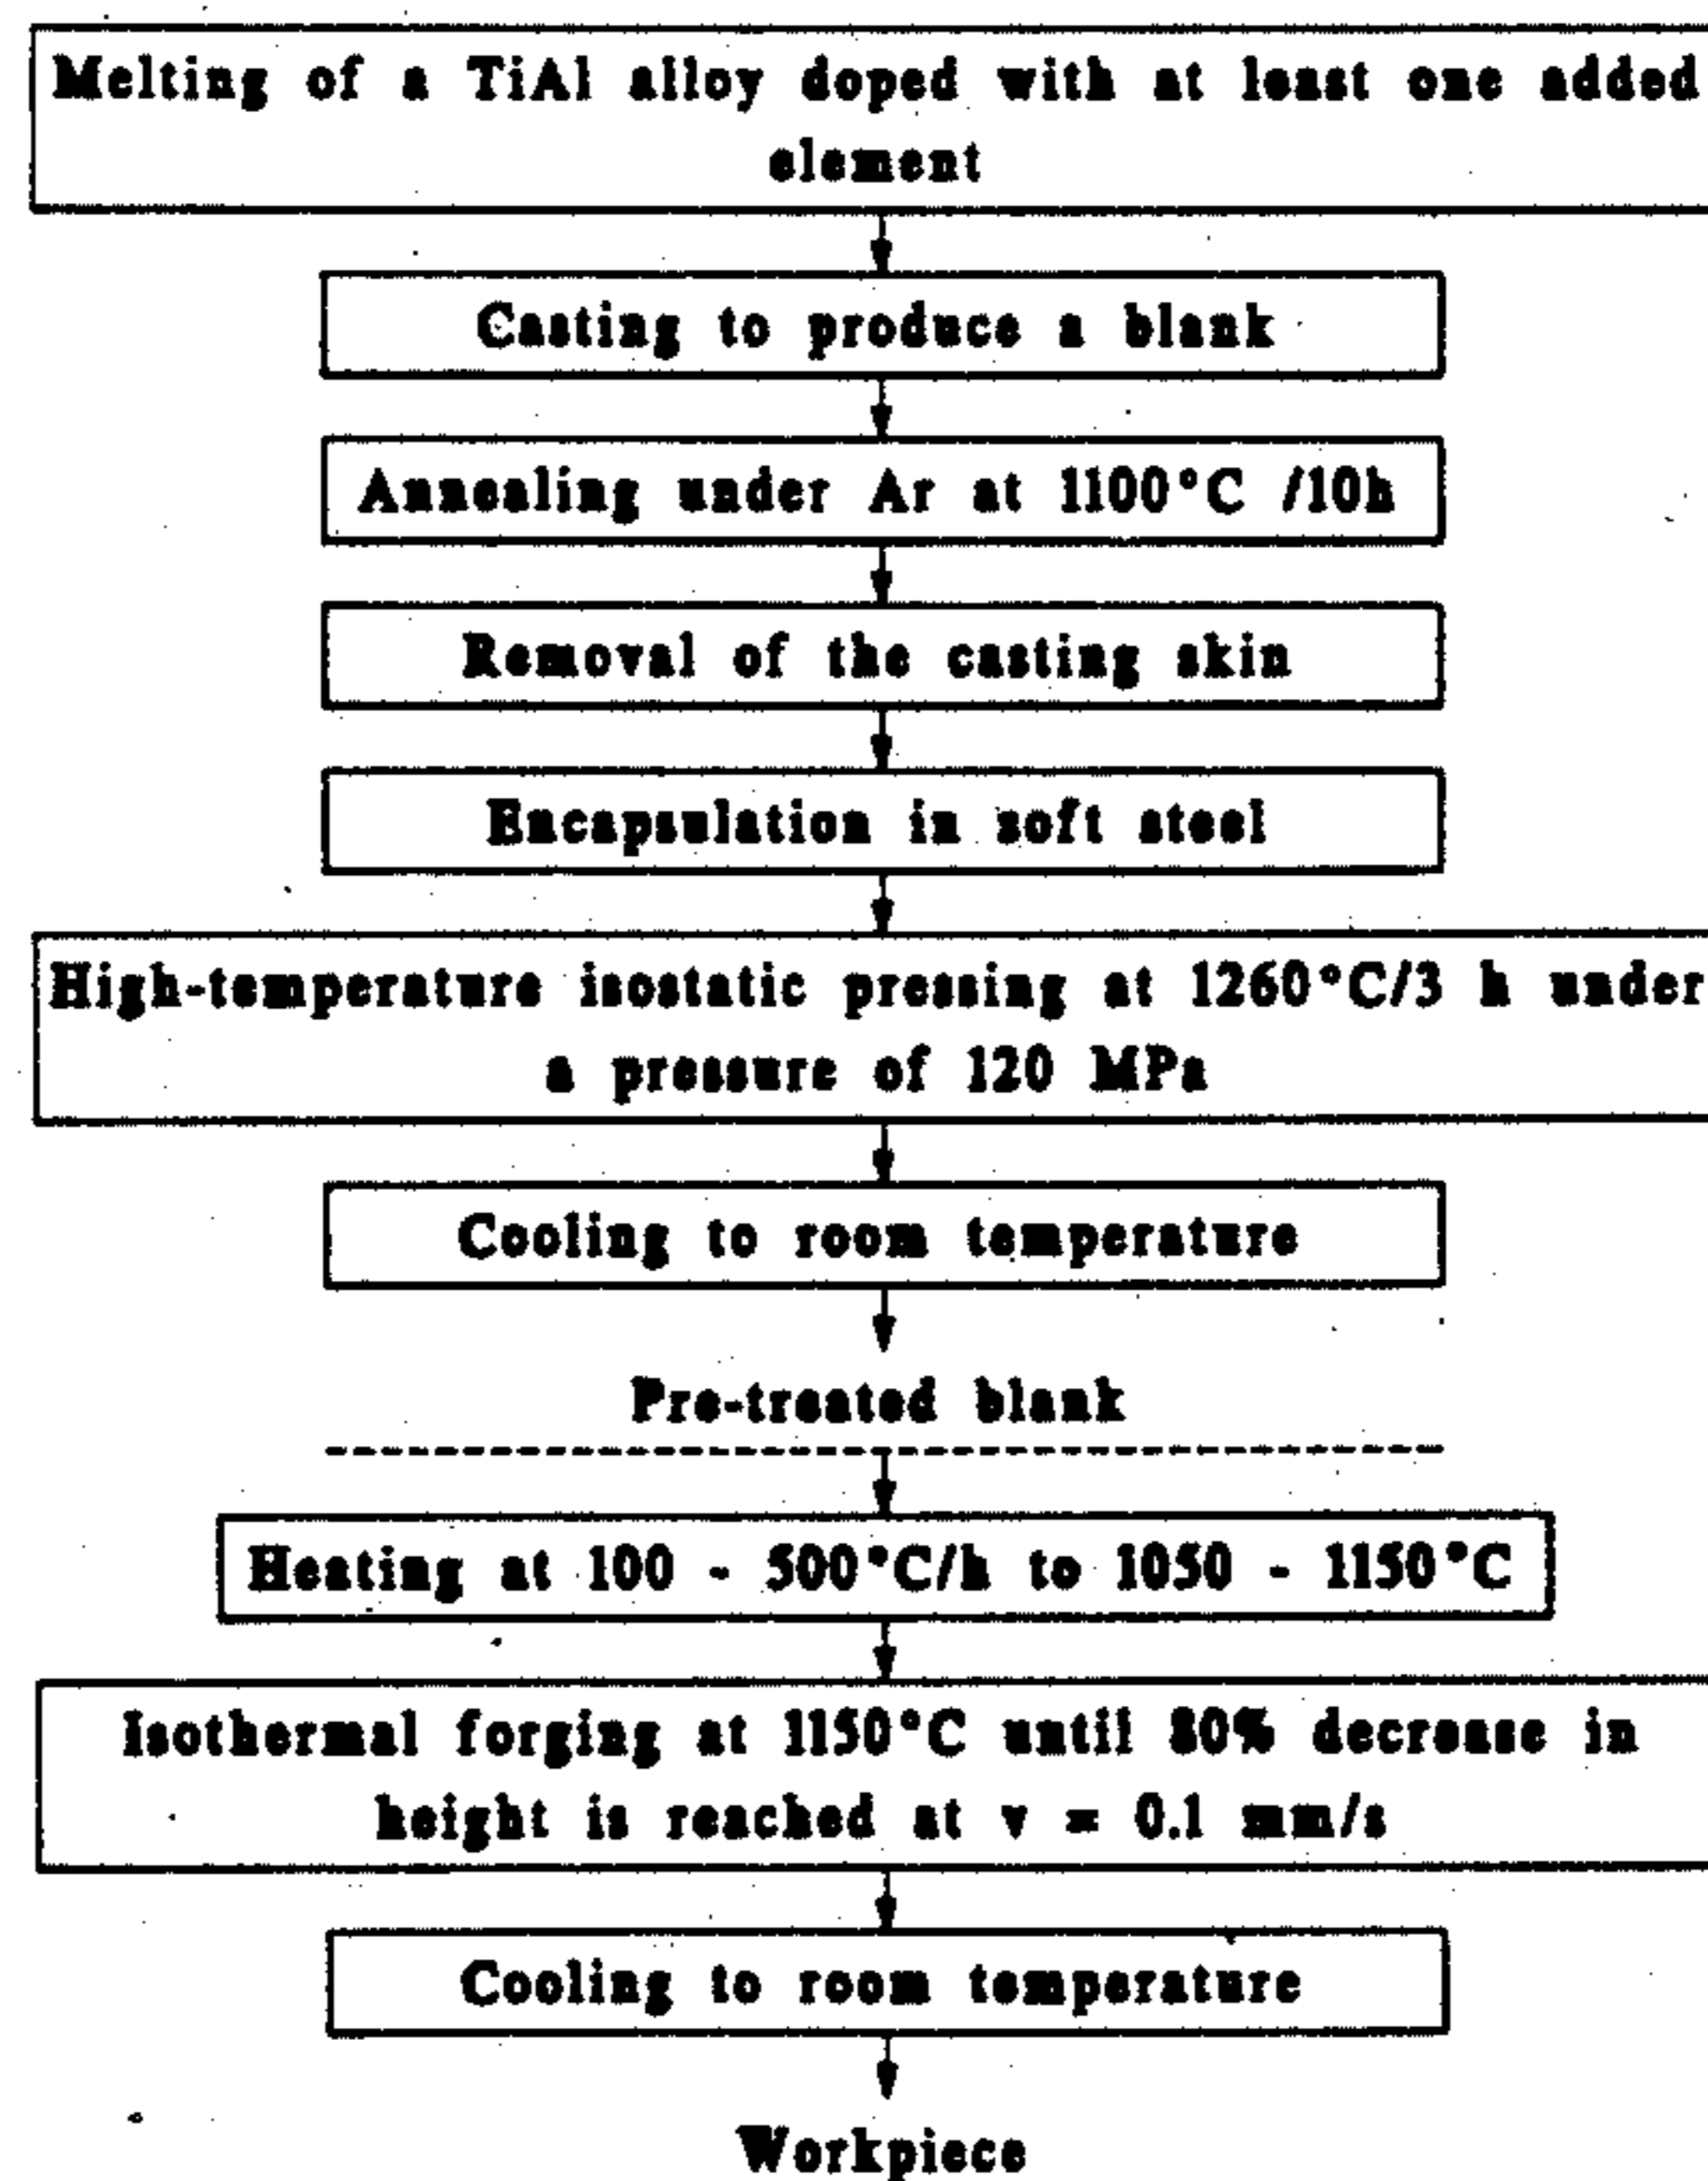 Melting of a TiAl alloy doped with at least one added
element
Casting to produce a blank
Annealing under Ar at 1100°C /10h
Removal of the casting skin
Encapsulation in soft steel
High-temperature isostatic pressing at 1260°C/3 h under
a pressure of 120 MPa
Cooling to room temperature
Pre-treated blank
Heating at 100 - 500°C/h to 1050 - 1150°C
Isothermal forging at 1150°C until 80% decrease in
height is reached at v = 0.1 mm/s
Cooling to room temperature
Workpiece